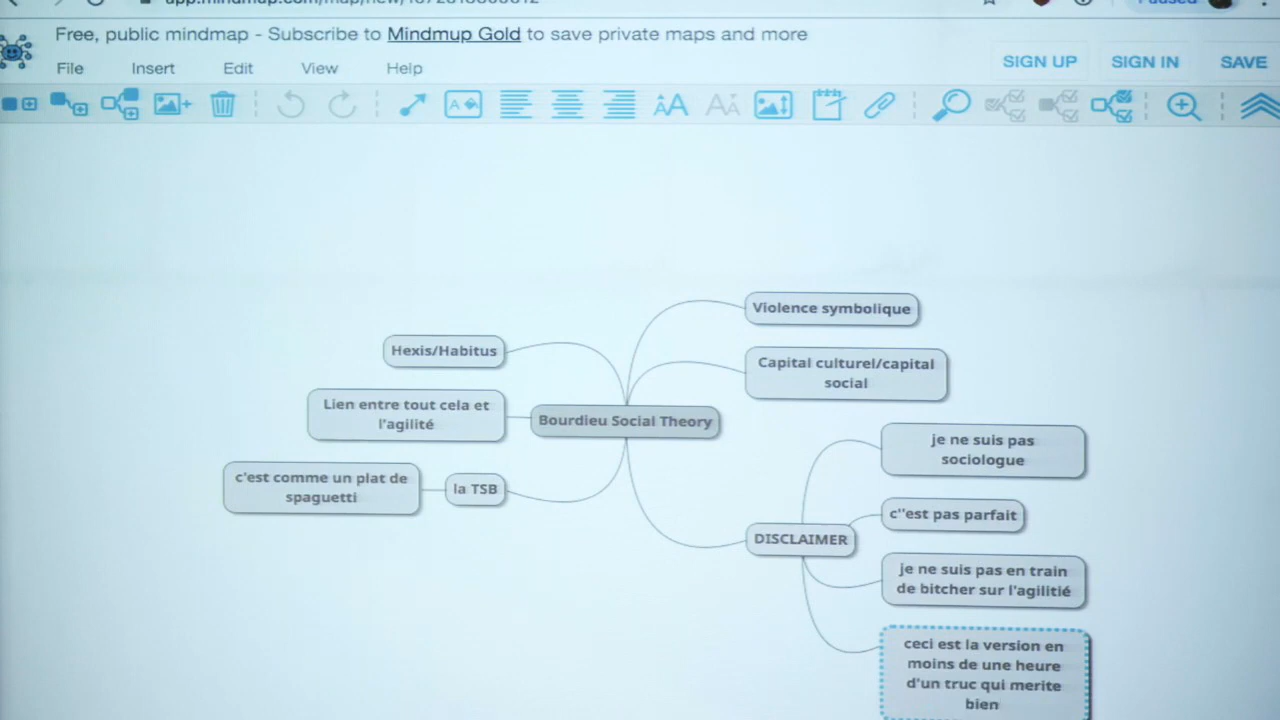 Free, public mindmap - Subscribe to Mindmup Gold to save private maps and more
File Insert Edit View Help
SIGN UP SIGN IN SAVE
Violence symbolique
Hexis/Habitus
Capital culturel/capital
social
Lien entre tout cela et
l'agilité
Bourdieu Social Theory
je ne suis pas
sociologue
c'est comme un plat de
spaguetti
la TSB
c''est pas parfait
DISCLAIMER
je ne suis pas en train
de bitcher sur l'agilitié
ceci est la version en
moins de une heure
d'un truc qui merite
bien